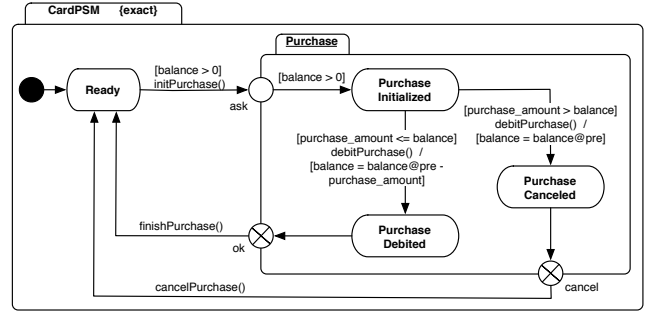 CardPSM {exact}
Purchase
Ready
[balance > 0]
initPurchase()
ask
[balance > 0]
Purchase
Initialized
[purchase_amount > balance]
debitPurchase() /
[balance = balance@pre]
[purchase_amount <= balance]
debitPurchase() /
[balance = balance@pre -
purchase_amount]
Purchase
Canceled
finishPurchase()
ok
Purchase
Debited
cancelPurchase()
cancel